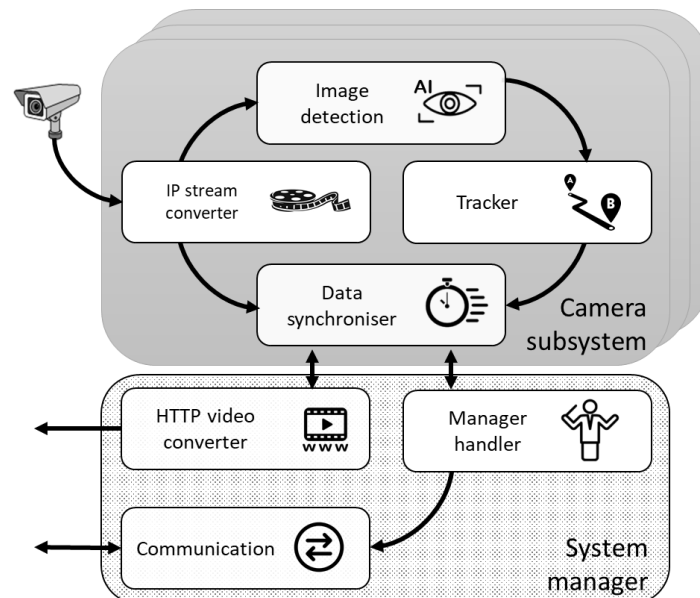 Image
detection
AI
IP stream
converter
Tracker
A
B
Data
synchroniser
Camera
subsystem
HTTP video
converter
WWW
Manager
handler
Communication
System
manager